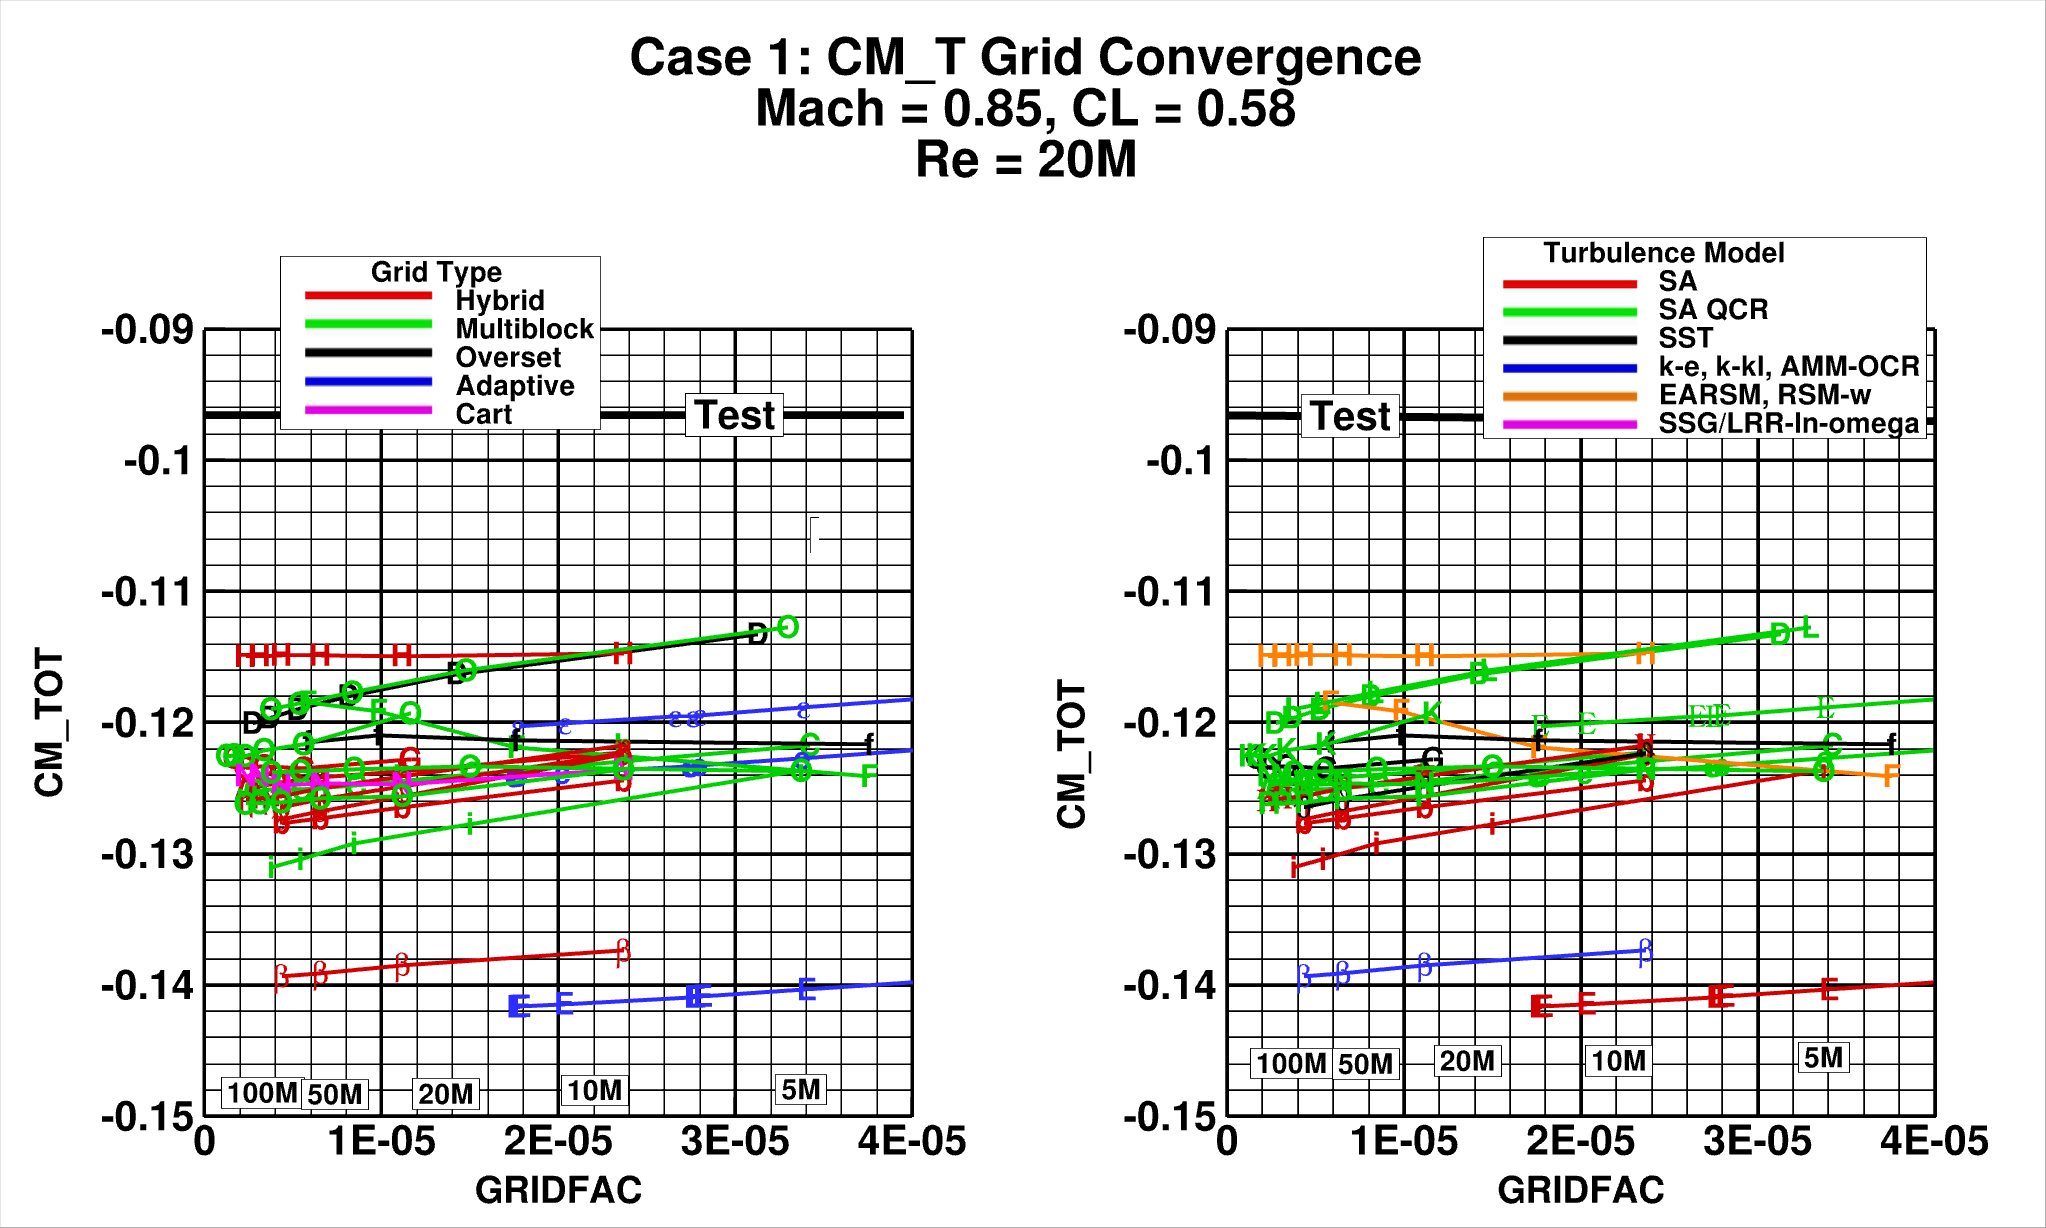 Case 1: CM_T Grid Convergence
Mach = 0.85, CL = 0.58
Re = 20M
Grid Type
Hybrid
Multiblock
Overset
Adaptive
Cart
Test
-0.09
-0.1
-0.11
-0.12
-0.13
-0.14
-0.15
CM_TOT
100M
50M
20M
10M
5M
0
1E-05
2E-05
3E-05
4E-05
GRIDFAC
Turbulence Model
SA
SA QCR
SST
k-e, k-kl, AMM-QCR
EARSM, RSM-w
SSG/LRR-ln-omega
Test
-0.09
-0.1
-0.11
-0.12
-0.13
-0.14
-0.15
CM_TOT
100M
50M
20M
10M
5M
0
1E-05
2E-05
3E-05
4E-05
GRIDFAC